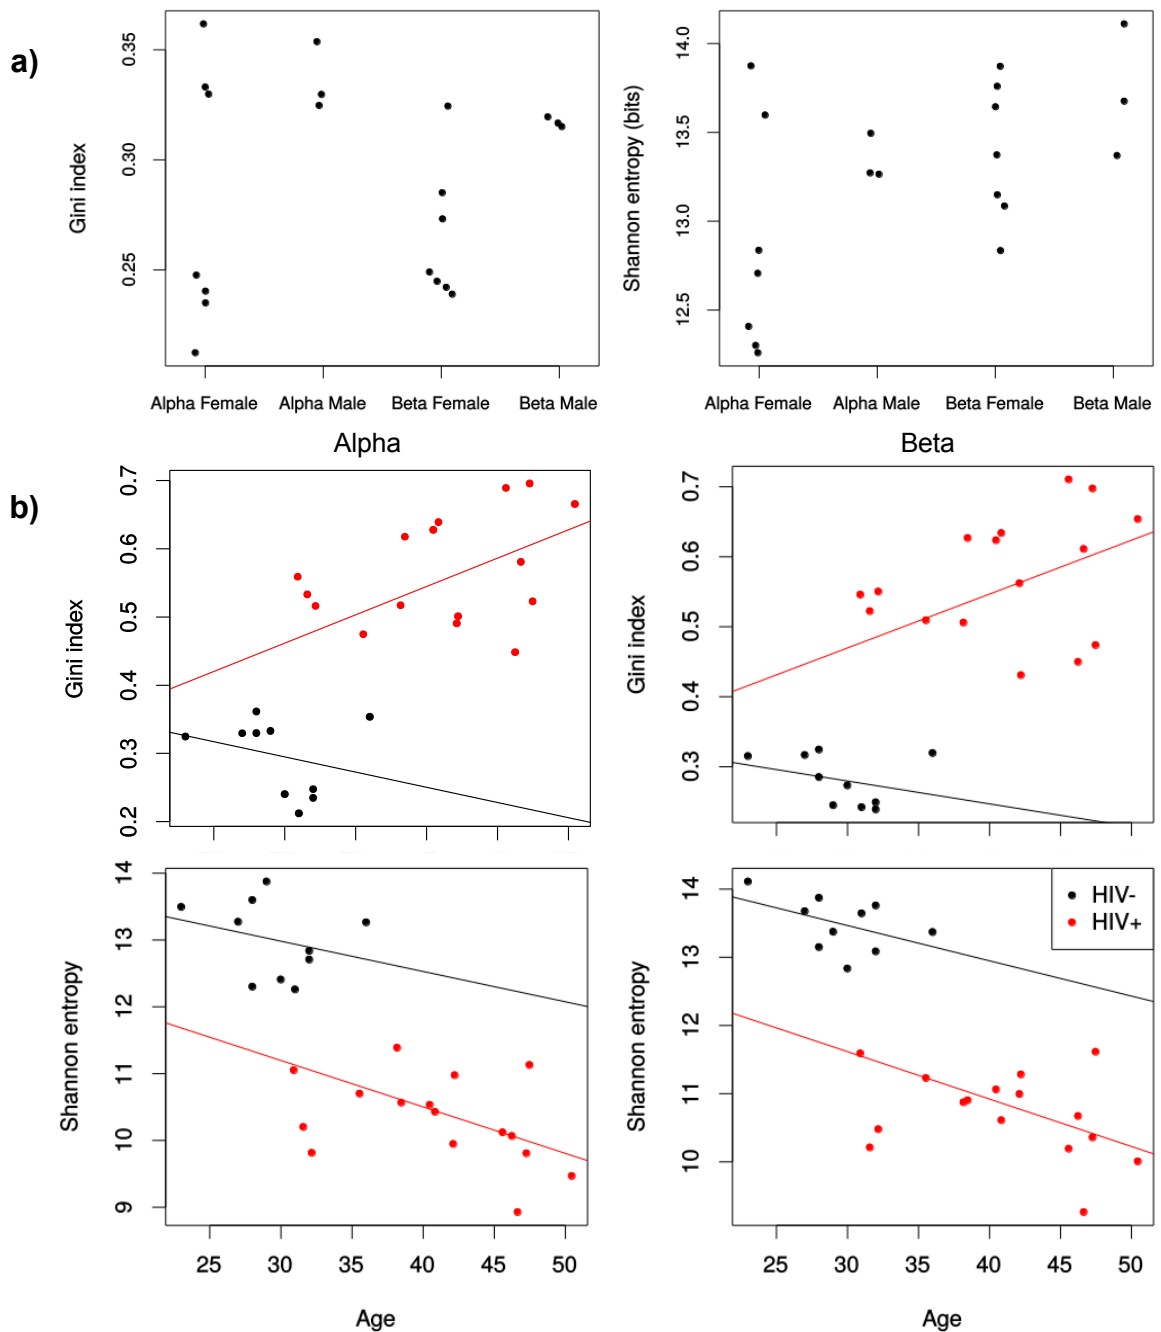 a)
Gini index
0.35
0.30
0.25
Alpha Female Alpha Male Beta Female Beta Male
Shannon entropy (bits)
14.0
13.5
13.0
12.5
Alpha Female Alpha Male Beta Female Beta Male
b)
Alpha
Gini index
0.7
0.6
0.5
0.4
0.3
0.2
Beta
Gini index
0.7
0.6
0.5
0.4
0.3
Shannon entropy
14
13
12
11
10
9
25 30 35 40 45 50
Age
Shannon entropy
14
13
12
11
10
HIV-
HIV+
25 30 35 40 45 50
Age